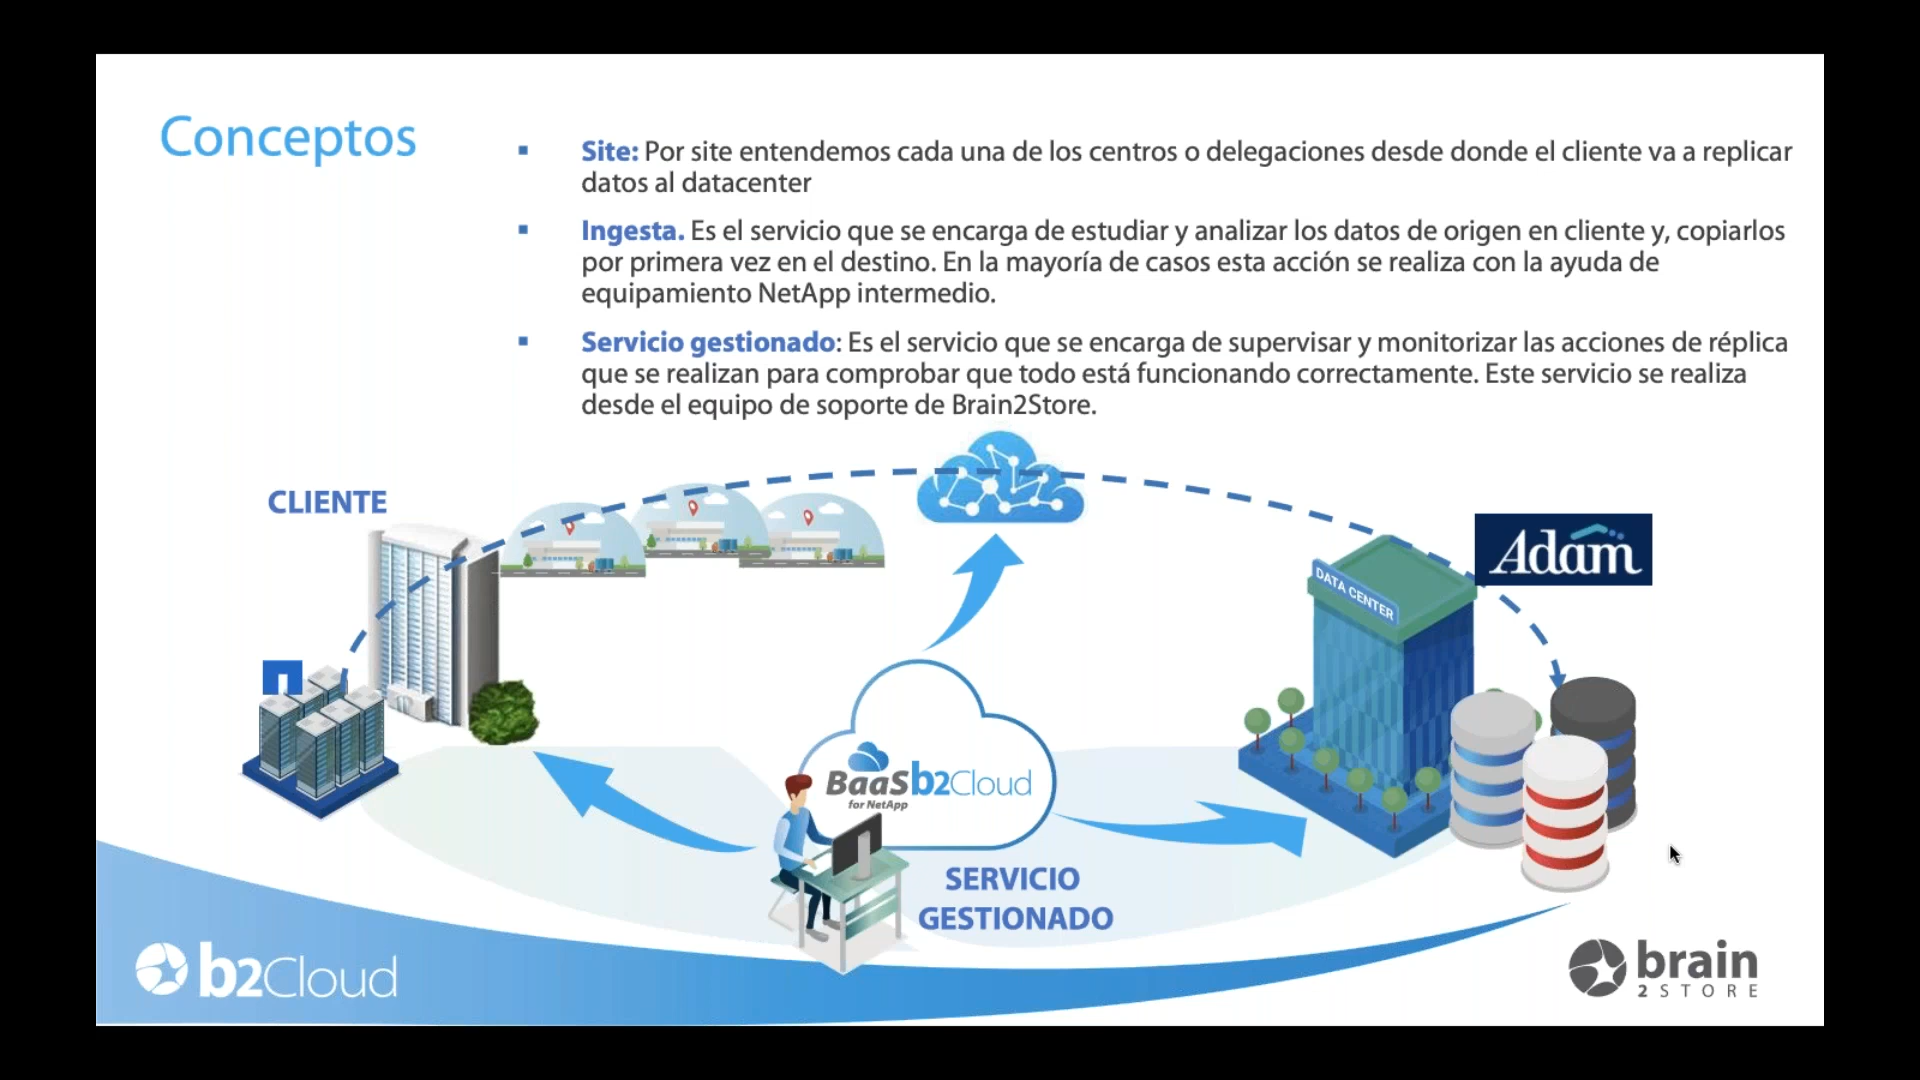 Conceptos
Site: Por site entendemos cada una de los centros o delegaciones desde donde el cliente va a replicar
datos al datacenter
Ingesta. Es el servicio que se encarga de estudiar y analizar los datos de origen en cliente y, copiarlos
por primera vez en el destino. En la mayoría de casos esta acción se realiza con la ayuda de
equipamiento NetApp intermedio.
Servicio gestionado: Es el servicio que se encarga de supervisar y monitorizar las acciones de réplica
que se realizan para comprobar que todo está funcionando correctamente. Este servicio se realiza
desde el equipo de soporte de Brain2Store.
CLIENTE
Adam
DATA CENTER
BaaS b2Cloud
for NetApp
SERVICIO
GESTIONADO
b2Cloud
brain
2 STORE